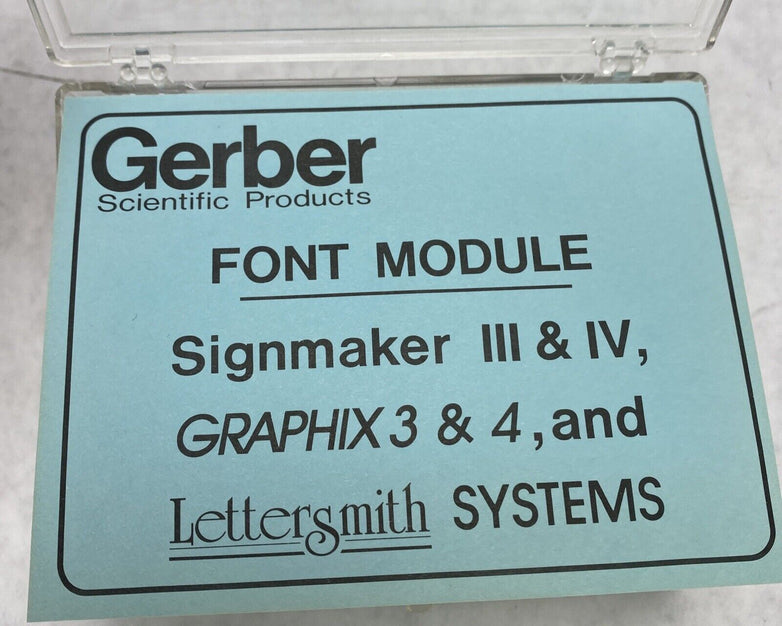 Gerber
Scientific Products
FONT MODULE
Signmaker III & IV,
GRAPHIX 3 & 4, and
Lettersmith SYSTEMS